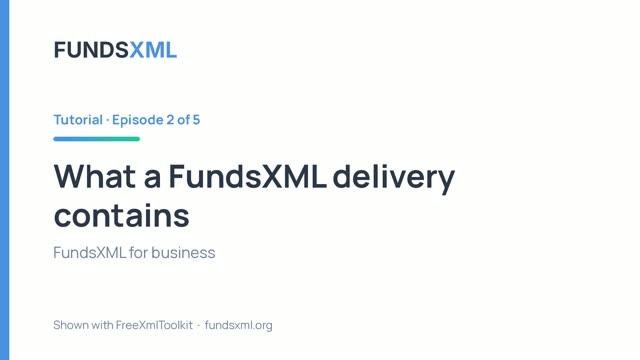 FUNDSXML
Tutorial · Episode 2 of 5
What a FundsXML delivery
contains
FundsXML for business
Shown with FreeXmlToolkit · fundsxml.org